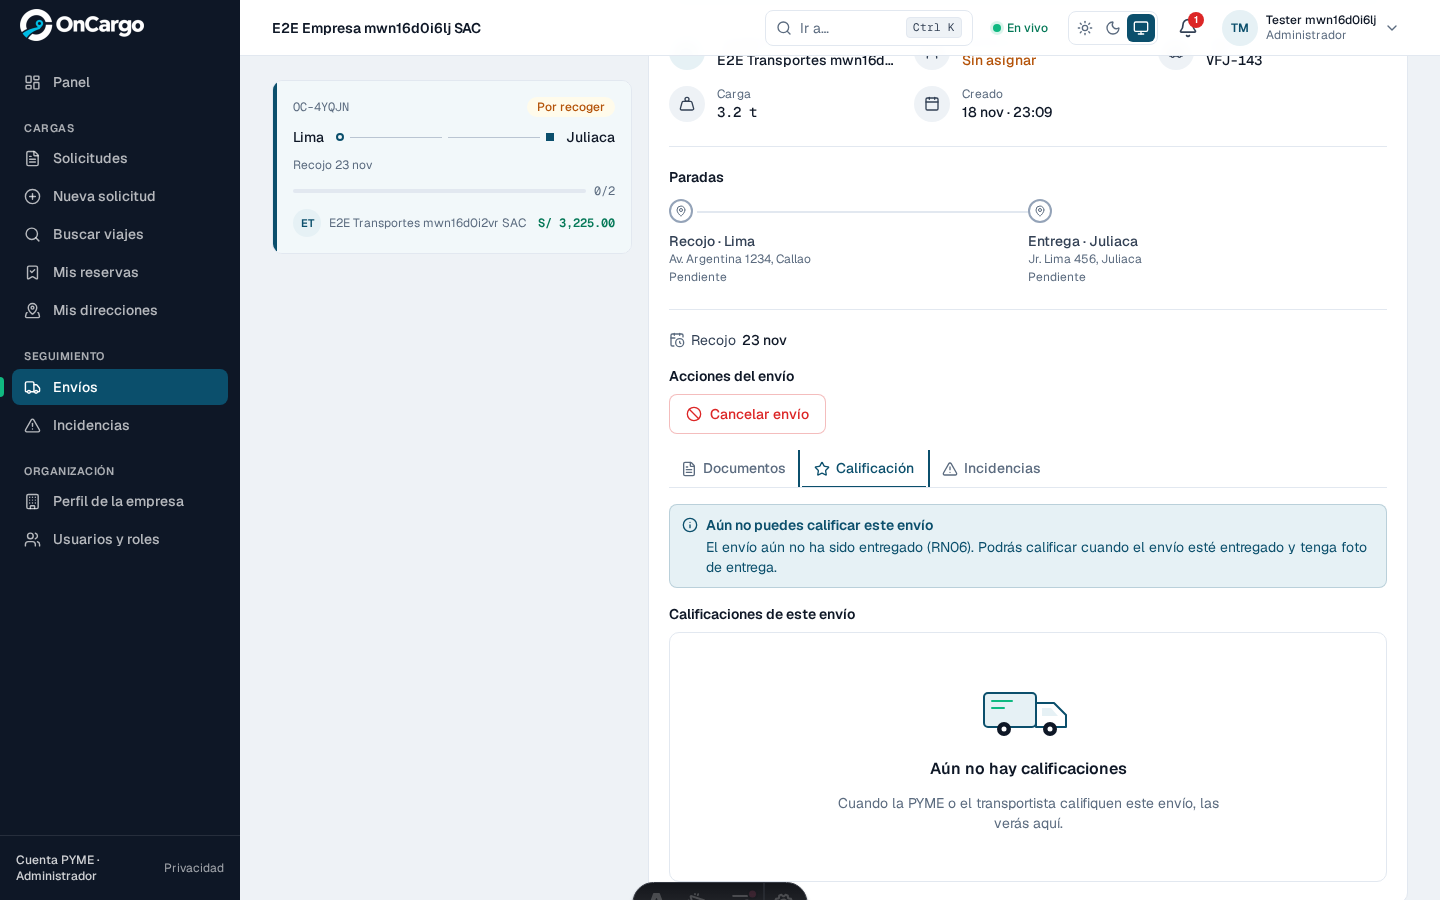 OnCargo
E2E Empresa mwn16d0i6lj SAC
Ir a...
Ctrl K
En vivo
1
TM
Tester mwn16d0i6lj
Administrador
Panel
CARGAS
Solicitudes
Nueva solicitud
Buscar viajes
Mis reservas
Mis direcciones
SEGUIMIENTO
Envíos
Incidencias
ORGANIZACIÓN
Perfil de la empresa
Usuarios y roles
Cuenta PYME ·
Administrador
Privacidad
OC-4YQJN
Por recoger
Lima
Juliaca
Recojo 23 nov
0/2
ET
E2E Transportes mwn16d0i2vr SAC
S/ 3,225.00
E2E Transportes mwn16d...
Sin asignar
VFJ-143
Carga
3.2 t
Creado
18 nov · 23:09
Paradas
Recojo · Lima
Av. Argentina 1234, Callao
Pendiente
Entrega · Juliaca
Jr. Lima 456, Juliaca
Pendiente
Recojo 23 nov
Acciones del envío
Cancelar envío
Documentos
Calificación
Incidencias
Aún no puedes calificar este envío
El envío aún no ha sido entregado (RN06). Podrás calificar cuando el envío esté entregado y tenga foto
de entrega.
Calificaciones de este envío
Aún no hay calificaciones
Cuando la PYME o el transportista califiquen este envío, las
verás aquí.